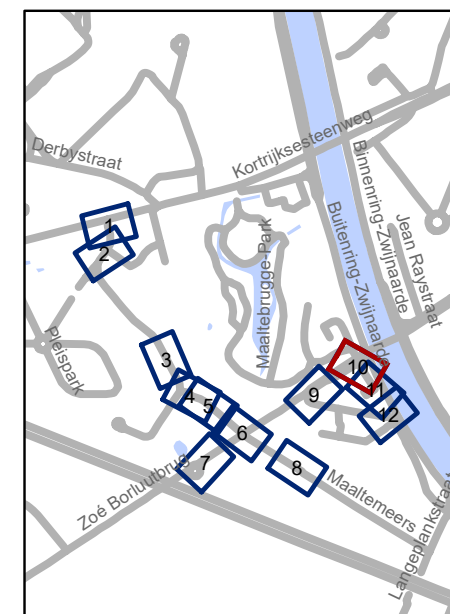 Derbystraat
Kortrijksesteenweg
Binnenring-Zwijnaarde
Jean Raystraat
Buitenring-Zwijnaarde
Maaltebrugge-Park
1
2
Pleispark
3
10
4
5
9
11
12
6
7
8
Zoé Borluutbrug
Maaltemeers
Langeplankstraat